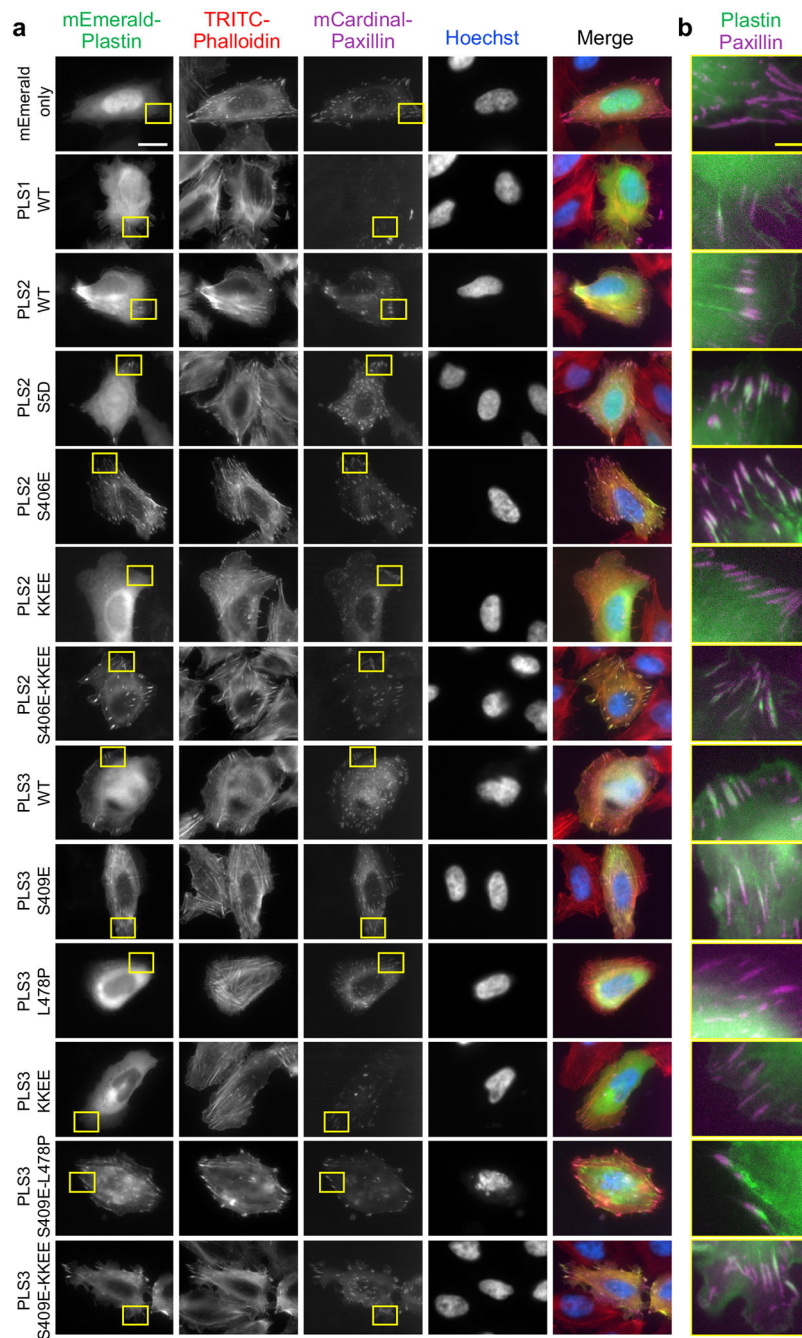 a
mEmerald-
Plastin
TRITC-
Phalloidin
mCardinal-
Paxillin
Hoechst
Merge
b
Plastin
Paxillin
mEmerald
only
PLS1
WT
PLS2
WT
PLS2
S5D
PLS2
S406E
PLS2
KKEE
PLS2
S406E-KKEE
PLS3
WT
PLS3
S409E
PLS3
L478P
PLS3
KKEE
PLS3
S409E-L478P
PLS3
S409E-KKEE